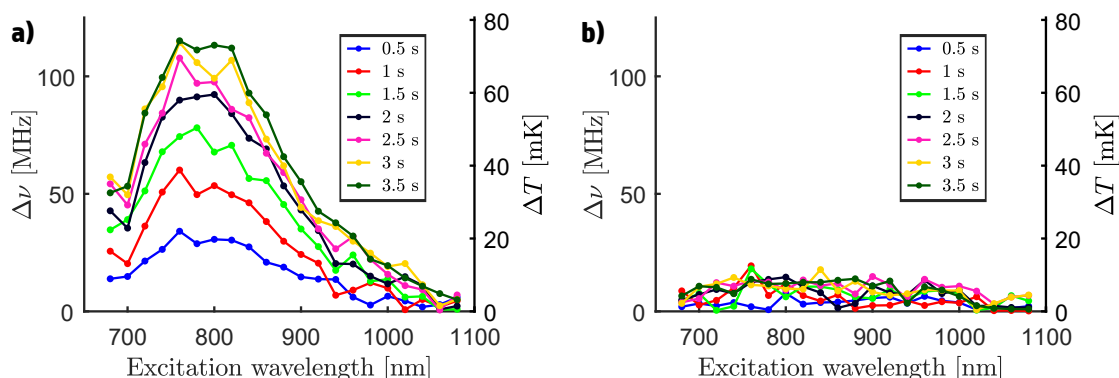 a)
Δν [MHz]
100
50
0
700
800
900
1000
1100
Excitation wavelength [nm]
80
60
40
20
0
ΔT [mK]
0.5 s
1 s
1.5 s
2 s
2.5 s
3 s
3.5 s
b)
Δν [MHz]
100
50
0
700
800
900
1000
1100
Excitation wavelength [nm]
80
60
40
20
0
ΔT [mK]
0.5 s
1 s
1.5 s
2 s
2.5 s
3 s
3.5 s